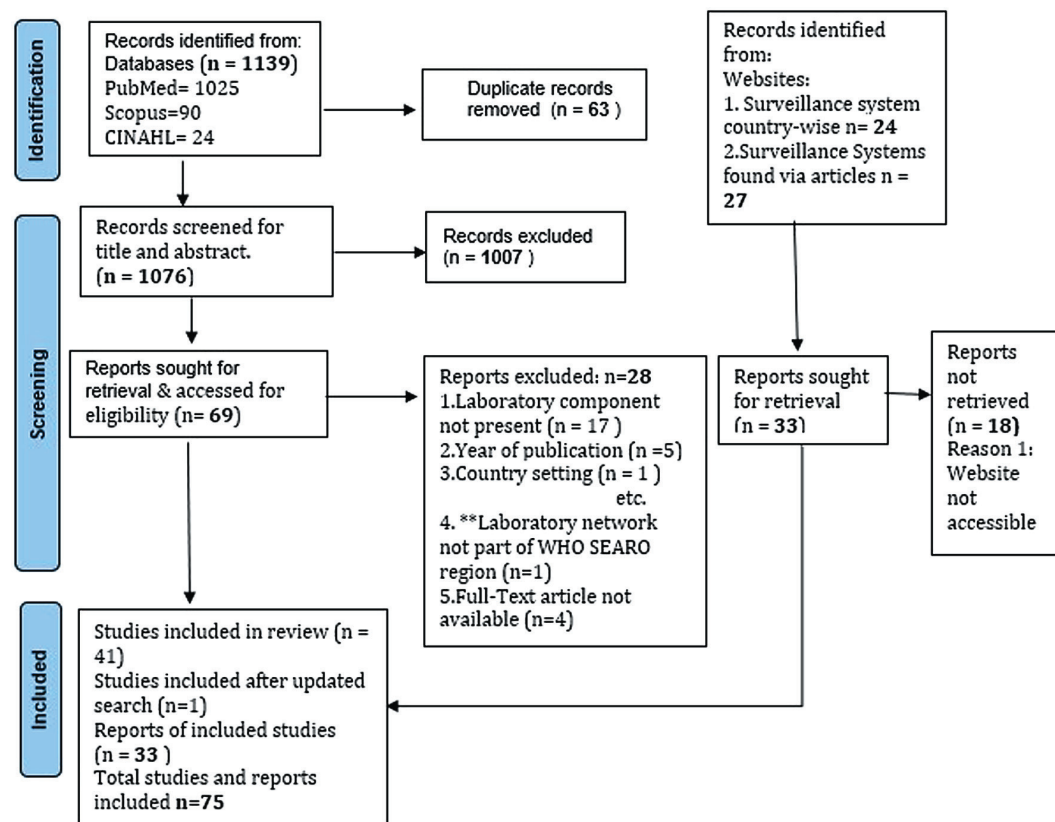 Identification
Records identified from:
Databases (n = 1139)
PubMed= 1025
Scopus=90
CINAHL= 24
Duplicate records
removed (n = 63 )
Records identified
from:
Websites:
1. Surveillance system
country-wise n= 24
2.Surveillance Systems
found via articles n =
27
Screening
Records screened for
title and abstract.
(n = 1076)
Records excluded
(n = 1007 )
Reports sought for
retrieval & accessed for
eligibility (n= 69)
Reports excluded: n=28
1.Laboratory component
not present (n = 17 )
2.Year of publication (n =5)
3.Country setting (n = 1 )
etc.
4. **Laboratory network
not part of WHO SEARO
region (n=1)
5.Full-Text article not
available (n=4)
Reports sought
for retrieval
(n = 33)
Reports
not
retrieved
(n = 18)
Reason 1:
Website
not
accessible
Included
Studies included in review (n =
41)
Studies included after updated
search (n=1)
Reports of included studies
(n = 33 )
Total studies and reports
included n=75